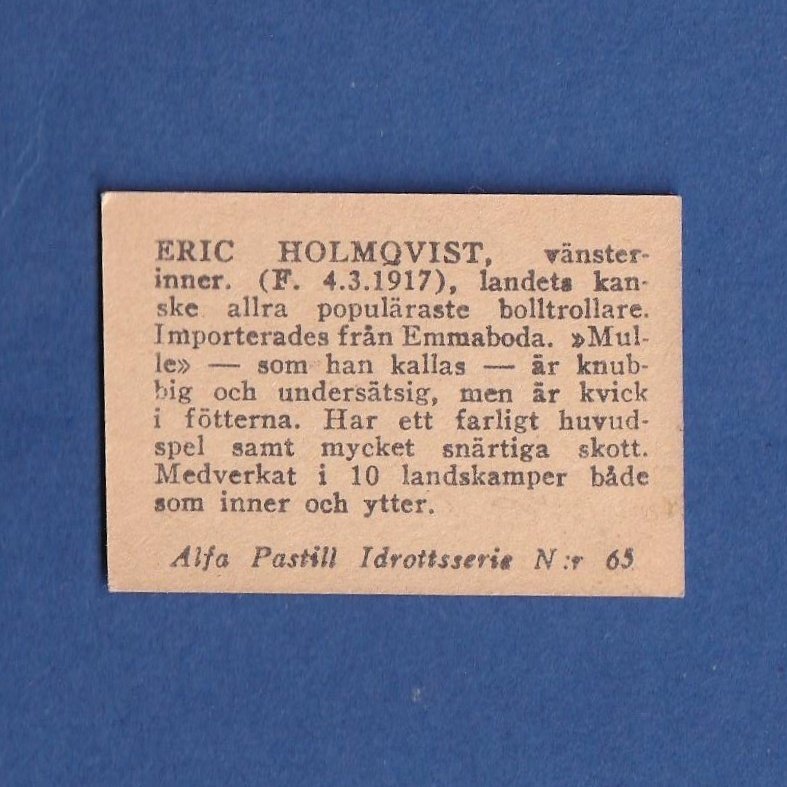 ERIC HOLMQVIST, vänster-
inner. (F. 4.3.1917), landets kan-
ske allra populäraste bolltrollare.
Importerades från Emmaboda. »Mul-
le» — som han kallas — är knub-
big och undersätsig, men är kvick
i fötterna. Har ett farligt huvud-
spel samt mycket snärtiga skott.
Medverkat i 10 landskamper både
som inner och ytter.
Alfa Pastill Idrottsserie N:r 65